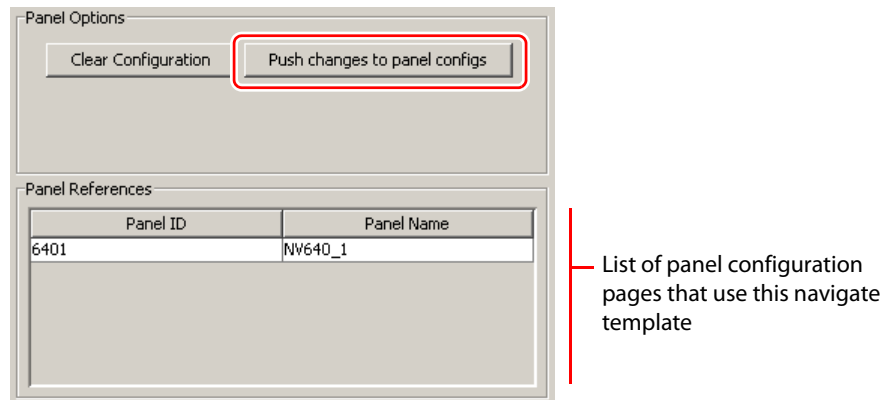 Panel Options
Clear Configuration Push changes to panel configs
Panel References
Panel ID Panel Name
6401 NV640_1
List of panel configuration
pages that use this navigate
template